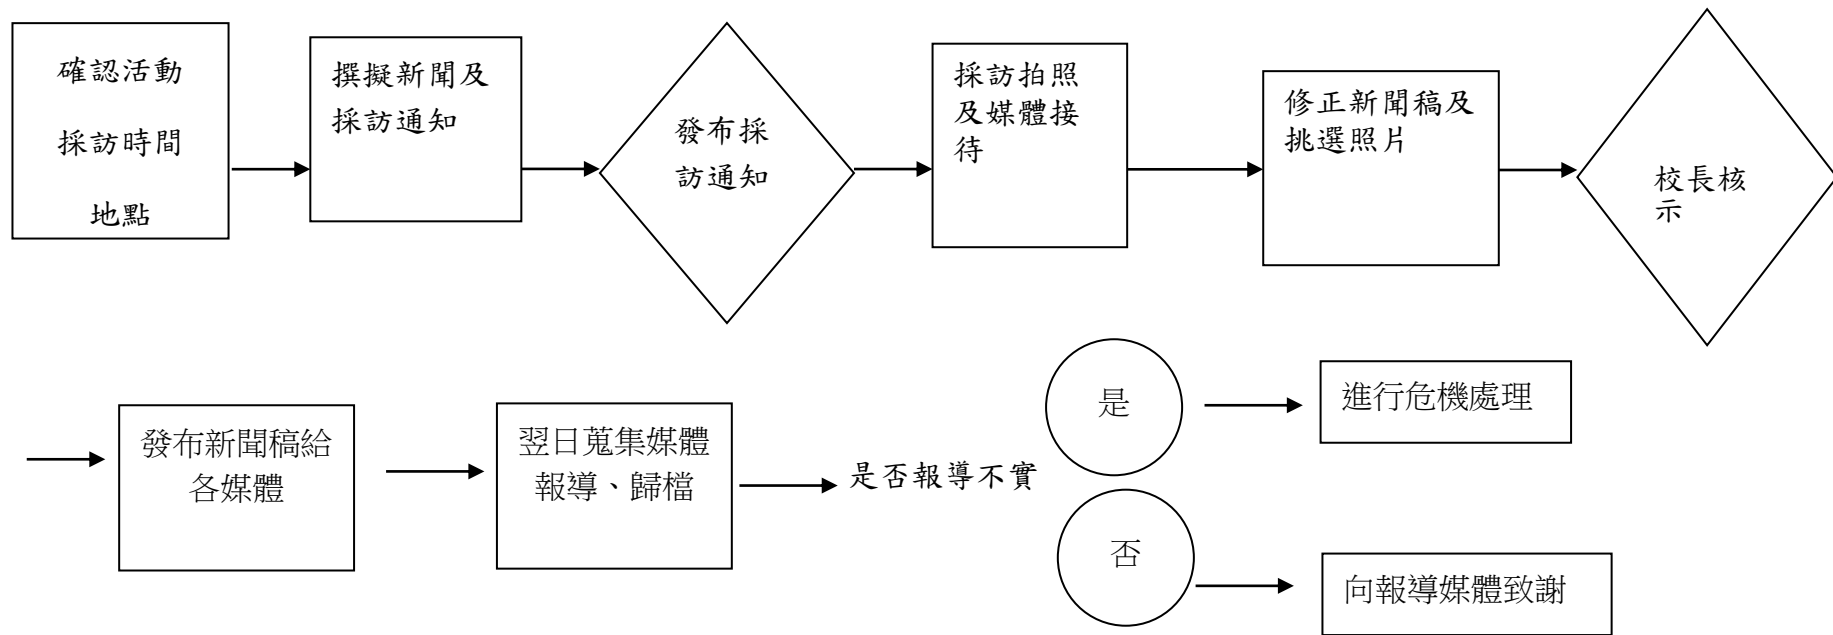 確認活動
採訪時間
地點
撰擬新聞及
採訪通知
發布採
訪通知
採訪拍照
及媒體接
待
修正新聞稿及
挑選照片
校長核
示
發布新聞稿給
各媒體
翌日蒐集媒體
報導、歸檔
是否報導不實
是
進行危機處理
否
向報導媒體致謝